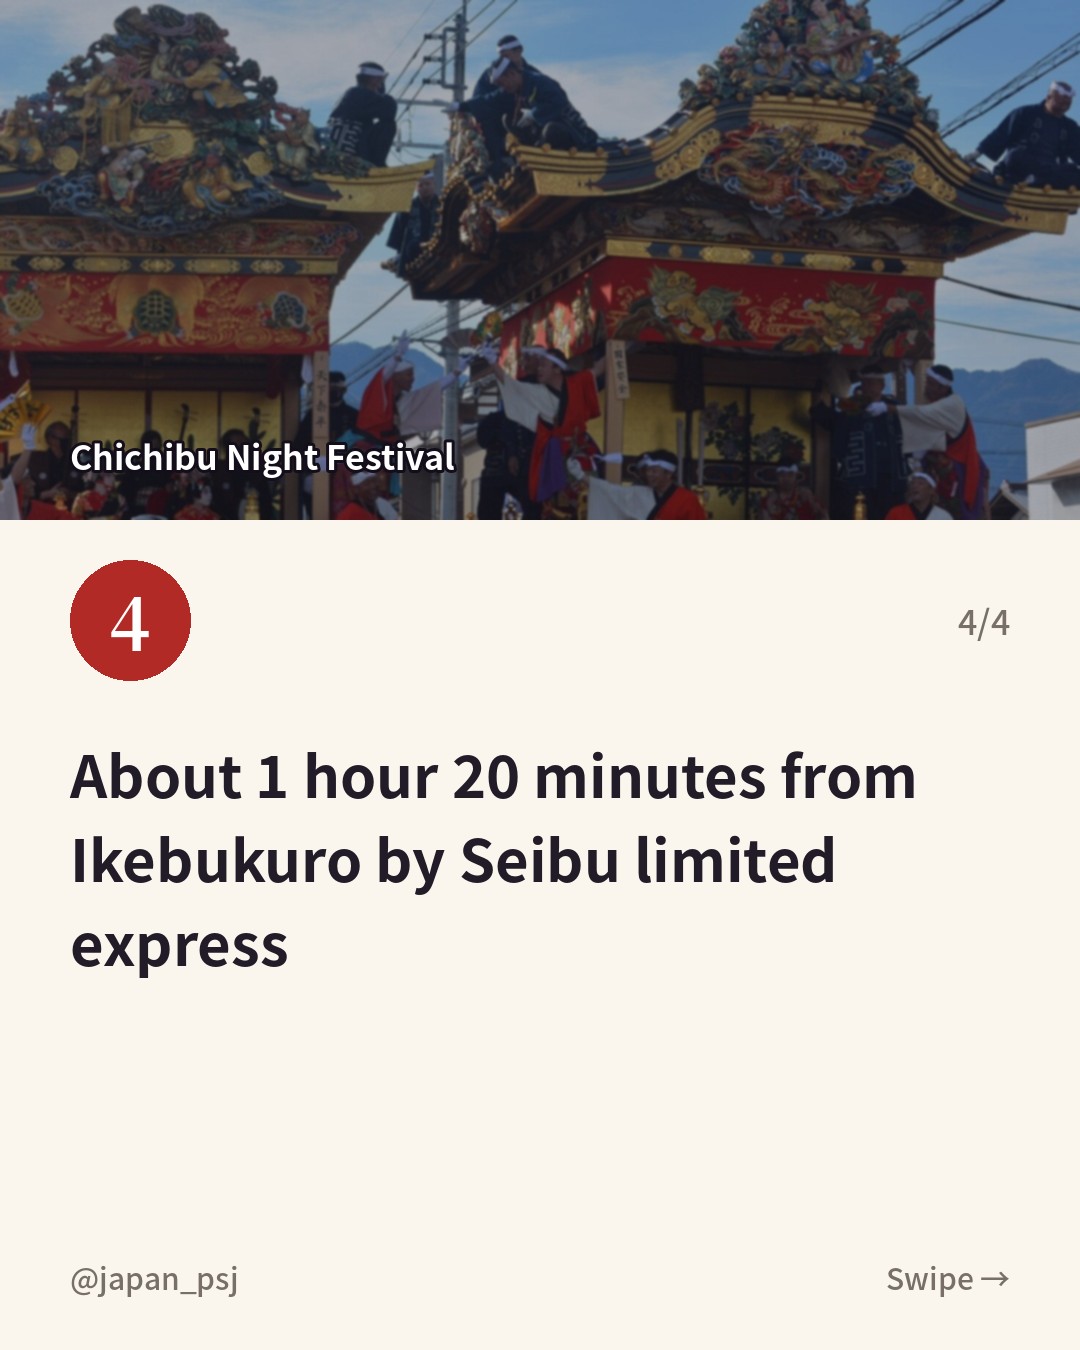 Chichibu Night Festival
4
4/4
About 1 hour 20 minutes from
Ikebukuro by Seibu limited
express
@japan_psj
Swipe →